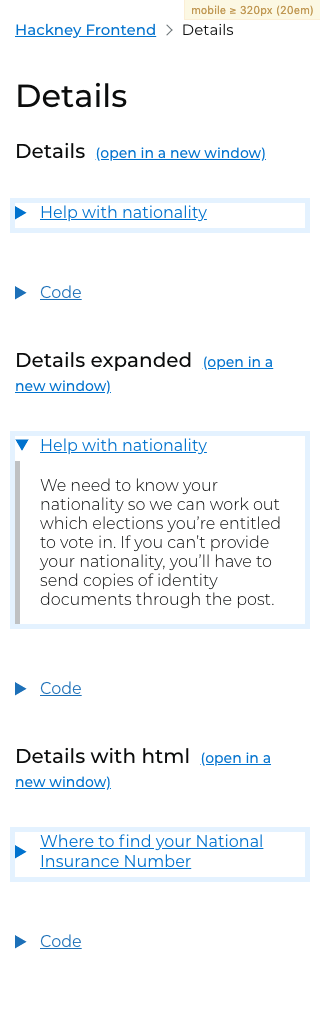 mobile ≥ 320px (20em)
Hackney Frontend > Details
Details
Details (open in a new window)
Help with nationality
Code
Details expanded (open in a
new window)
Help with nationality
We need to know your
nationality so we can work out
which elections you’re entitled
to vote in. If you can’t provide
your nationality, you’ll have to
send copies of identity
documents through the post.
Code
Details with html (open in a
new window)
Where to find your National
Insurance Number
Code